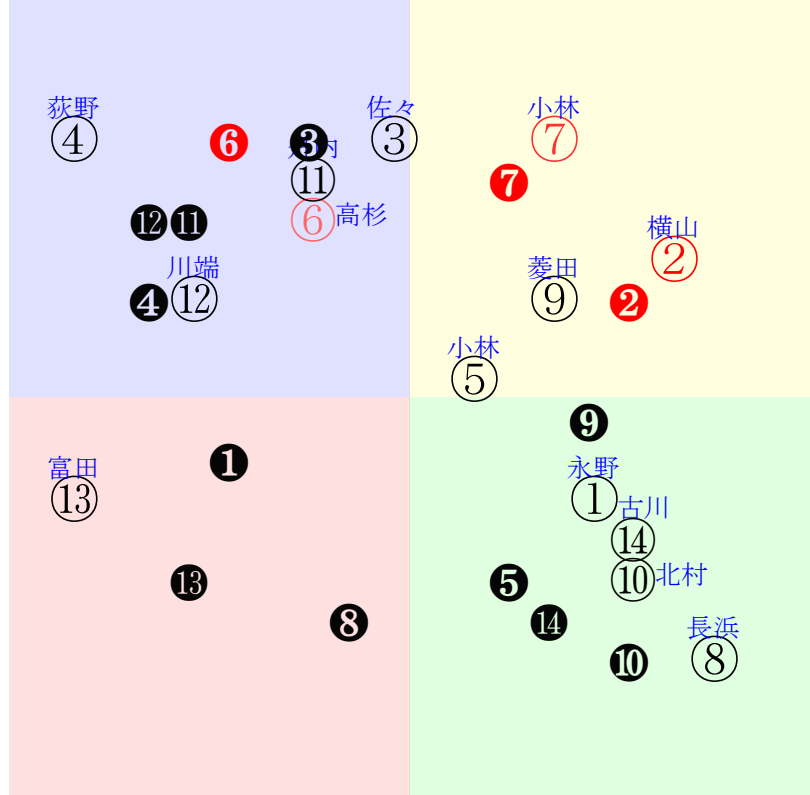 荻野 佐々 小林
④ ❻ ❸ ③ ⑦
⑪ ❼
⓬ ⓫ ⑥ 高杉 横山
②
川端 菱田
❹ ⑫ ⑨ ❷
小林
⑤
❾
富田 ❶ 永野
⑬ ① 古川
⑭
⓭ ❺ ⑩ 北村
❽ ⓮ 長浜
❿ ⑧